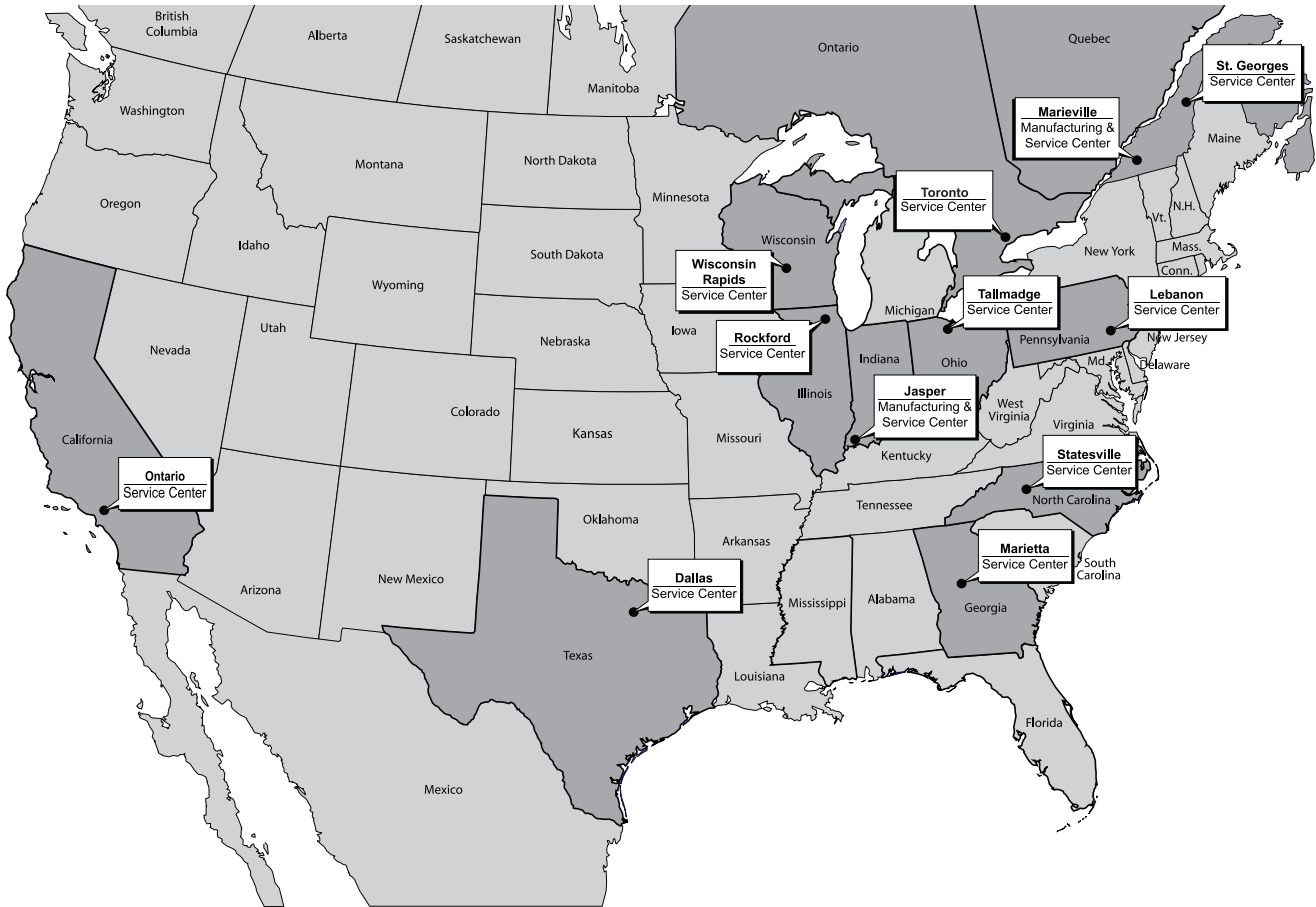 British
Columbia
Alberta
Saskatchewan
Manitoba
Ontario
Quebec
St. Georges
Service Center
Marieville
Manufacturing &
Service Center
Maine
Washington
Montana
North Dakota
Minnesota
Toronto
Service Center
Vt.
N.H.
Oregon
Idaho
South Dakota
Wisconsin
New York
Mass.
Conn.
Wyoming
Wisconsin
Rapids
Service Center
Michigan
Tallmadge
Service Center
Lebanon
Service Center
Nevada
Utah
Nebraska
Iowa
Rockford
Service Center
Indiana
Ohio
Pennsylvania
New Jersey
Md.
Delaware
Illinois
Jasper
Manufacturing &
Service Center
West
Virginia
Virginia
California
Colorado
Kansas
Missouri
Kentucky
Statesville
Service Center
Ontario
Service Center
North Carolina
Tennessee
Oklahoma
Arkansas
Marietta
Service Center
South
Carolina
Arizona
New Mexico
Dallas
Service Center
Mississippi
Alabama
Georgia
Texas
Louisiana
Florida
Mexico